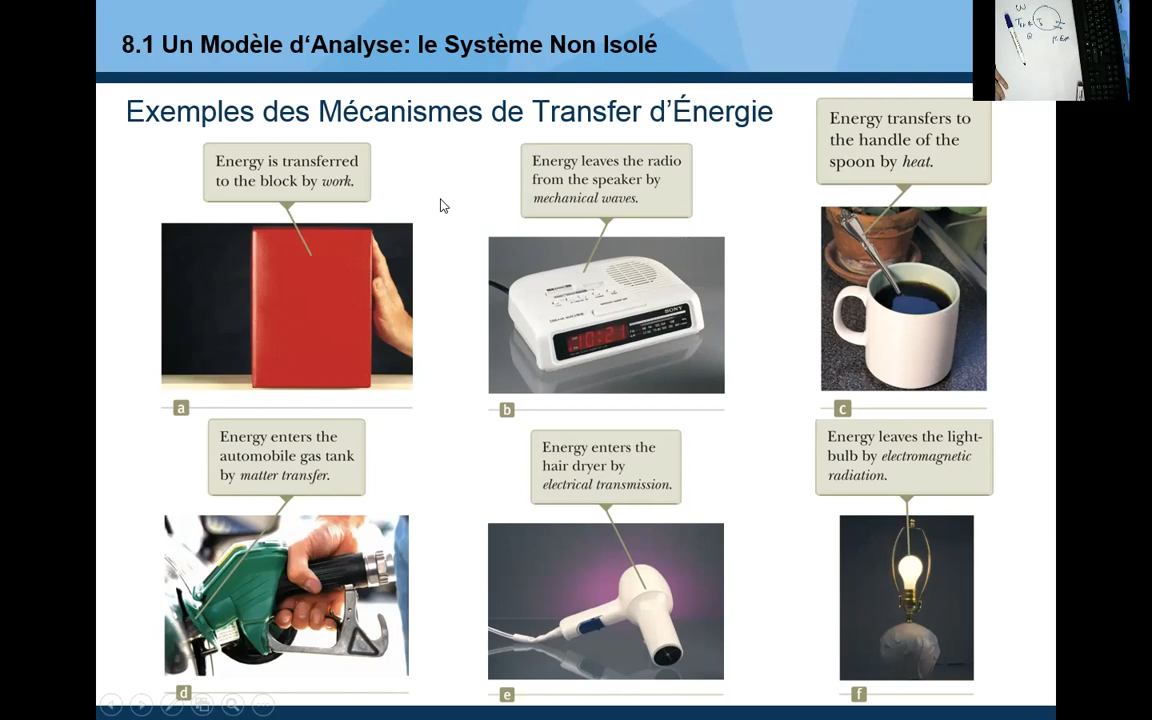 8.1 Un Modèle d‘Analyse: le Système Non Isolé
Exemples des Mécanismes de Transfer d’Énergie
Energy is transferred
to the block by work.
Energy leaves the radio
from the speaker by
mechanical waves.
Energy transfers to
the handle of the
spoon by heat.
SONY
10:21
a
b
c
Energy enters the
automobile gas tank
by matter transfer.
Energy enters the
hair dryer by
electrical transmission.
Energy leaves the light-
bulb by electromagnetic
radiation.
d
e
f